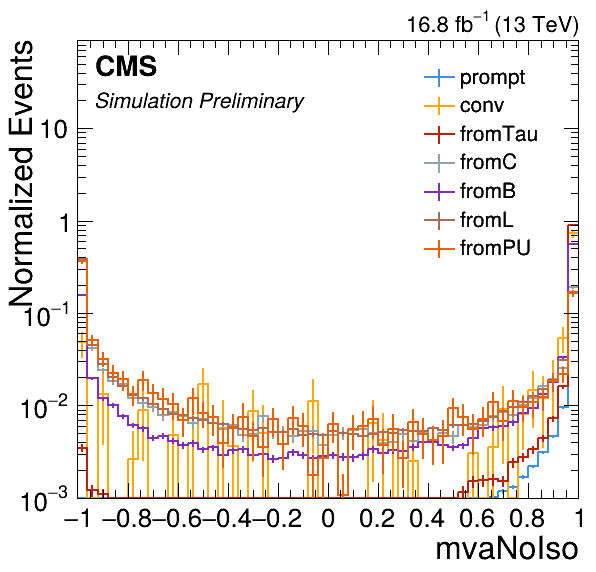 16.8 fb⁻¹ (13 TeV)
CMS
Simulation Preliminary
prompt
conv
fromTau
fromC
fromB
fromL
fromPU
Normalized Events
10
1
10⁻¹
10⁻²
10⁻³
−1 −0.8 −0.6 −0.4 −0.2 0 0.2 0.4 0.6 0.8 1
mvaNoIso